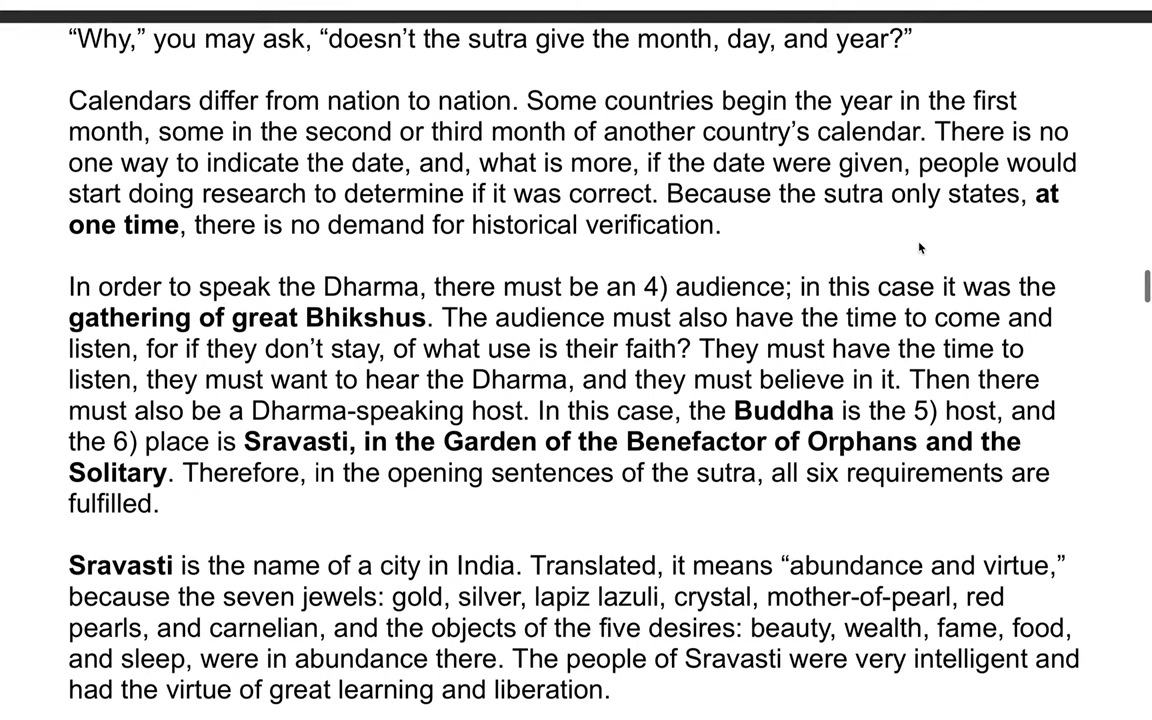 “Why,” you may ask, “doesn’t the sutra give the month, day, and year?”
Calendars differ from nation to nation. Some countries begin the year in the first
month, some in the second or third month of another country’s calendar. There is no
one way to indicate the date, and, what is more, if the date were given, people would
start doing research to determine if it was correct. Because the sutra only states, at
one time, there is no demand for historical verification.
In order to speak the Dharma, there must be an 4) audience; in this case it was the
gathering of great Bhikshus. The audience must also have the time to come and
listen, for if they don’t stay, of what use is their faith? They must have the time to
listen, they must want to hear the Dharma, and they must believe in it. Then there
must also be a Dharma-speaking host. In this case, the Buddha is the 5) host, and
the 6) place is Sravasti, in the Garden of the Benefactor of Orphans and the
Solitary. Therefore, in the opening sentences of the sutra, all six requirements are
fulfilled.
Sravasti is the name of a city in India. Translated, it means “abundance and virtue,”
because the seven jewels: gold, silver, lapiz lazuli, crystal, mother-of-pearl, red
pearls, and carnelian, and the objects of the five desires: beauty, wealth, fame, food,
and sleep, were in abundance there. The people of Sravasti were very intelligent and
had the virtue of great learning and liberation.